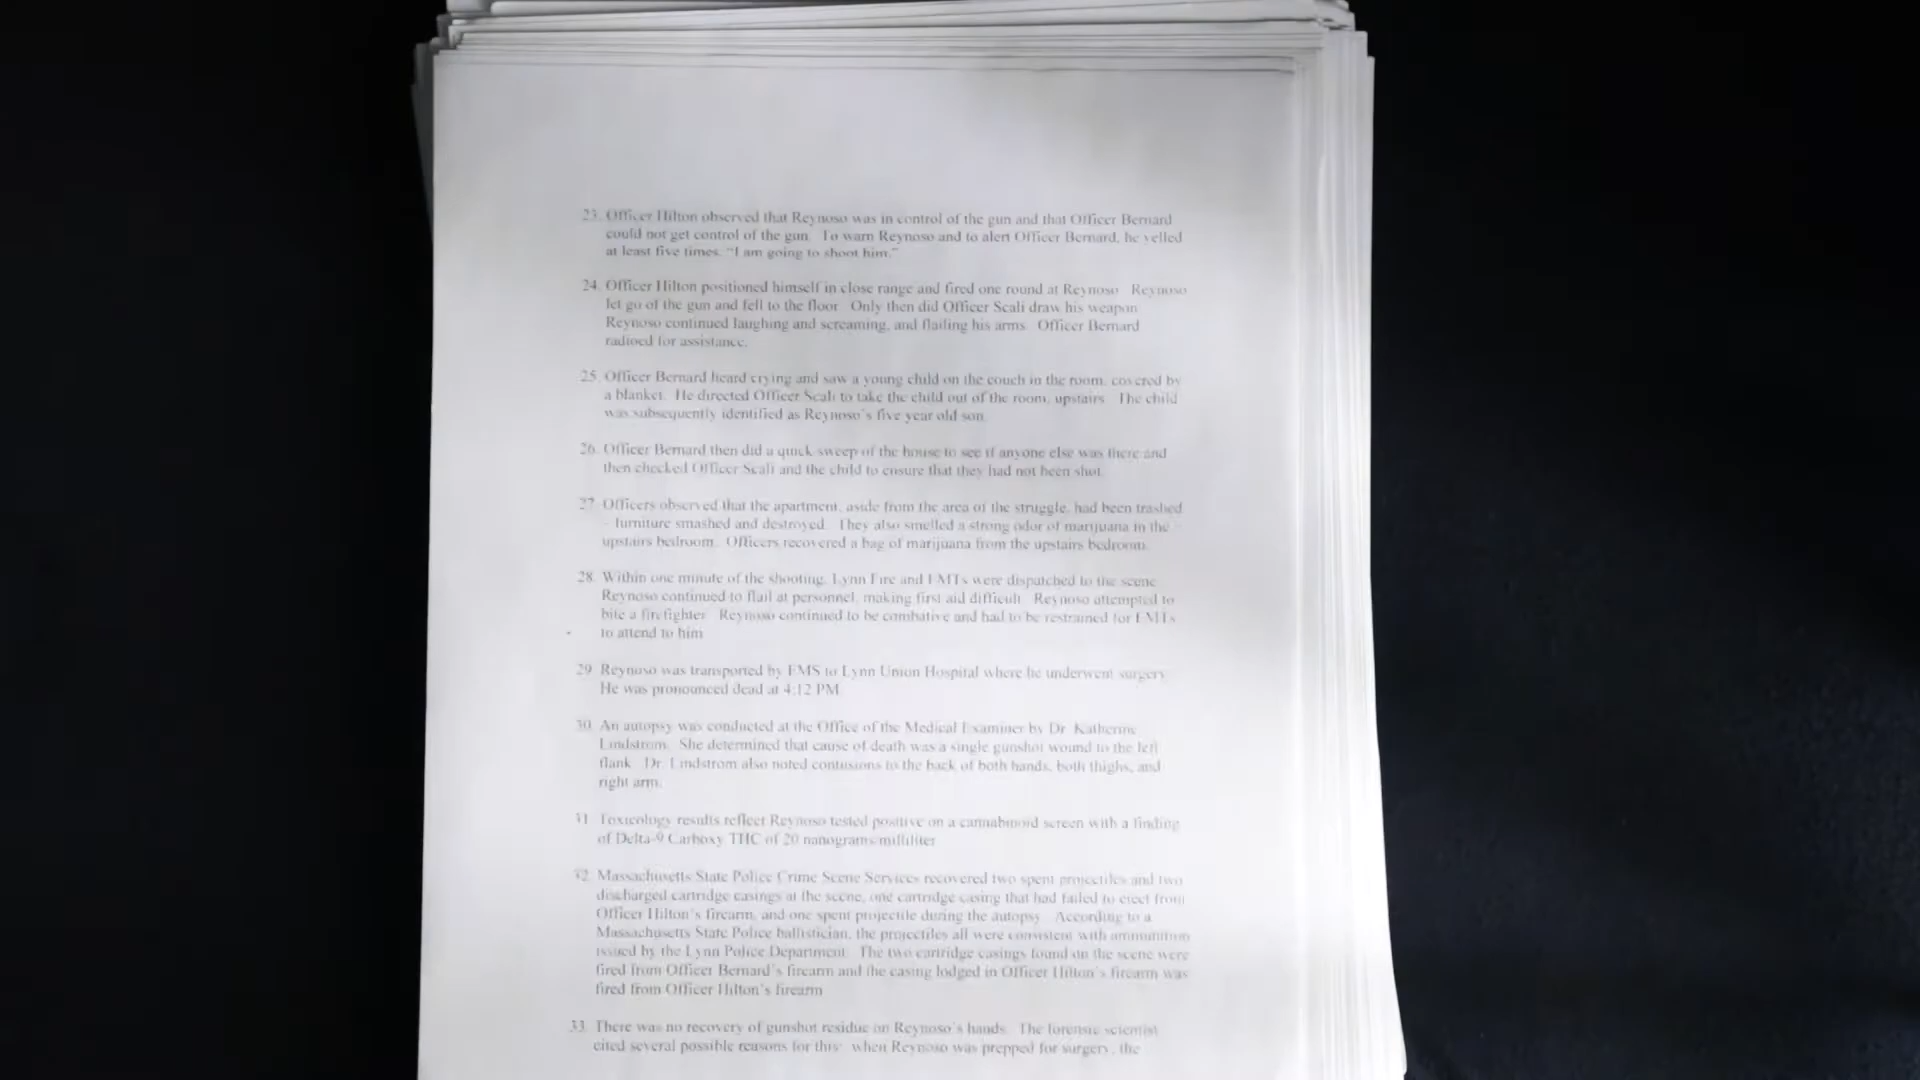 23. Officer Hilton observed that Reynoso was in control of the gun and that Officer Bernard
could not get control of the gun. To warn Reynoso and to alert Officer Bernard, he yelled
at least five times, "I am going to shoot him."
24. Officer Hilton positioned himself in close range and fired one round at Reynoso. Reynoso
let go of the gun and fell to the floor. Only then did Officer Scali draw his weapon.
Reynoso continued laughing and screaming, and flailing his arms. Officer Bernard
radioed for assistance.
25. Officer Bernard heard crying and saw a young child on the couch in the room, covered by
a blanket. He directed Officer Scali to take the child out of the room, upstairs. The child
was subsequently identified as Reynoso's five year old son.
26. Officer Bernard then did a quick sweep of the house to see if anyone else was there and
then checked Officer Scali and the child to ensure that they had not been shot.
27. Officers observed that the apartment, aside from the area of the struggle, had been trashed
- furniture smashed and destroyed. They also smelled a strong odor of marijuana in the
upstairs bedroom. Officers recovered a bag of marijuana from the upstairs bedroom.
28. Within one minute of the shooting, Lynn Fire and EMTs were dispatched to the scene.
Reynoso continued to flail at personnel, making first aid difficult. Reynoso attempted to
bite a firefighter. Reynoso continued to be combative and had to be restrained for EMTs
to attend to him.
29. Reynoso was transported by EMS to Lynn Union Hospital where he underwent surgery.
He was pronounced dead at 4:12 PM.
30. An autopsy was conducted at the Office of the Medical Examiner by Dr. Katherine
Lindstrom. She determined that cause of death was a single gunshot wound to the left
flank. Dr. Lindstrom also noted contusions to the back of both hands, both thighs, and
right arm.
31. Toxicology results reflect Reynoso tested positive on a cannabinoid screen with a finding
of Delta-9 Carboxy THC of 20 nanograms/milliliter
32. Massachusetts State Police Crime Scene Services recovered two spent projectiles and two
discharged cartridge casings at the scene, one cartridge casing that had failed to eject from
Officer Hilton's firearm, and one spent projectile during the autopsy. According to a
Massachusetts State Police ballistician, the projectiles all were consistent with ammunition
issued by the Lynn Police Department. The two cartridge casings found on the scene were
fired from Officer Bernard's firearm and the casing lodged in Officer Hilton's firearm was
fired from Officer Hilton's firearm.
33. There was no recovery of gunshot residue on Reynoso's hands. The forensic scientist
cited several possible reasons for this: when Reynoso was prepped for surgery, the